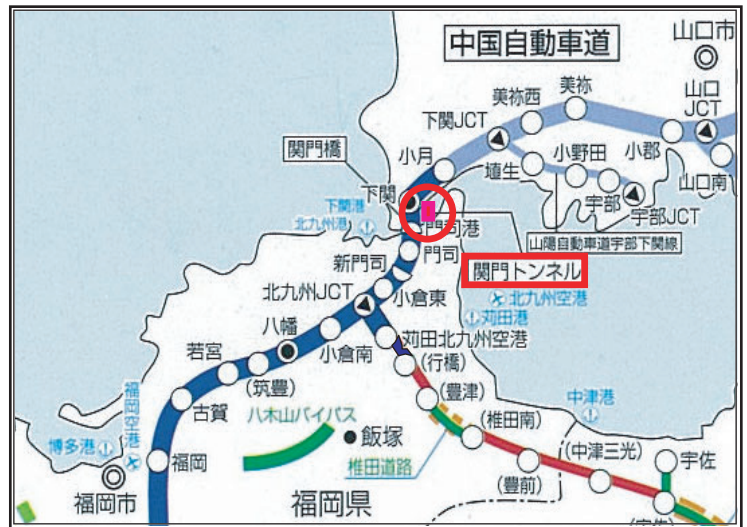 中国自動車道
山口市
美祢
美祢西
山口
JCT
下関JCT
関門橋
小月
埴生
小野田
小郡
山口南
下関
宇部
宇部JCT
下関港
北九州港
門司港
山陽自動車道宇部下関線
門司
新門司
関門トンネル
北九州JCT
小倉東
北九州空港
苅田港
八幡
小倉南
苅田北九州空港
(行橋)
若宮
(筑豊)
(豊津)
中津港
福岡空港
古賀
八木山バイパス
(椎田南)
飯塚
博多港
福岡
椎田道路
(中津三光)
宇佐
(豊前)
福岡市
福岡県